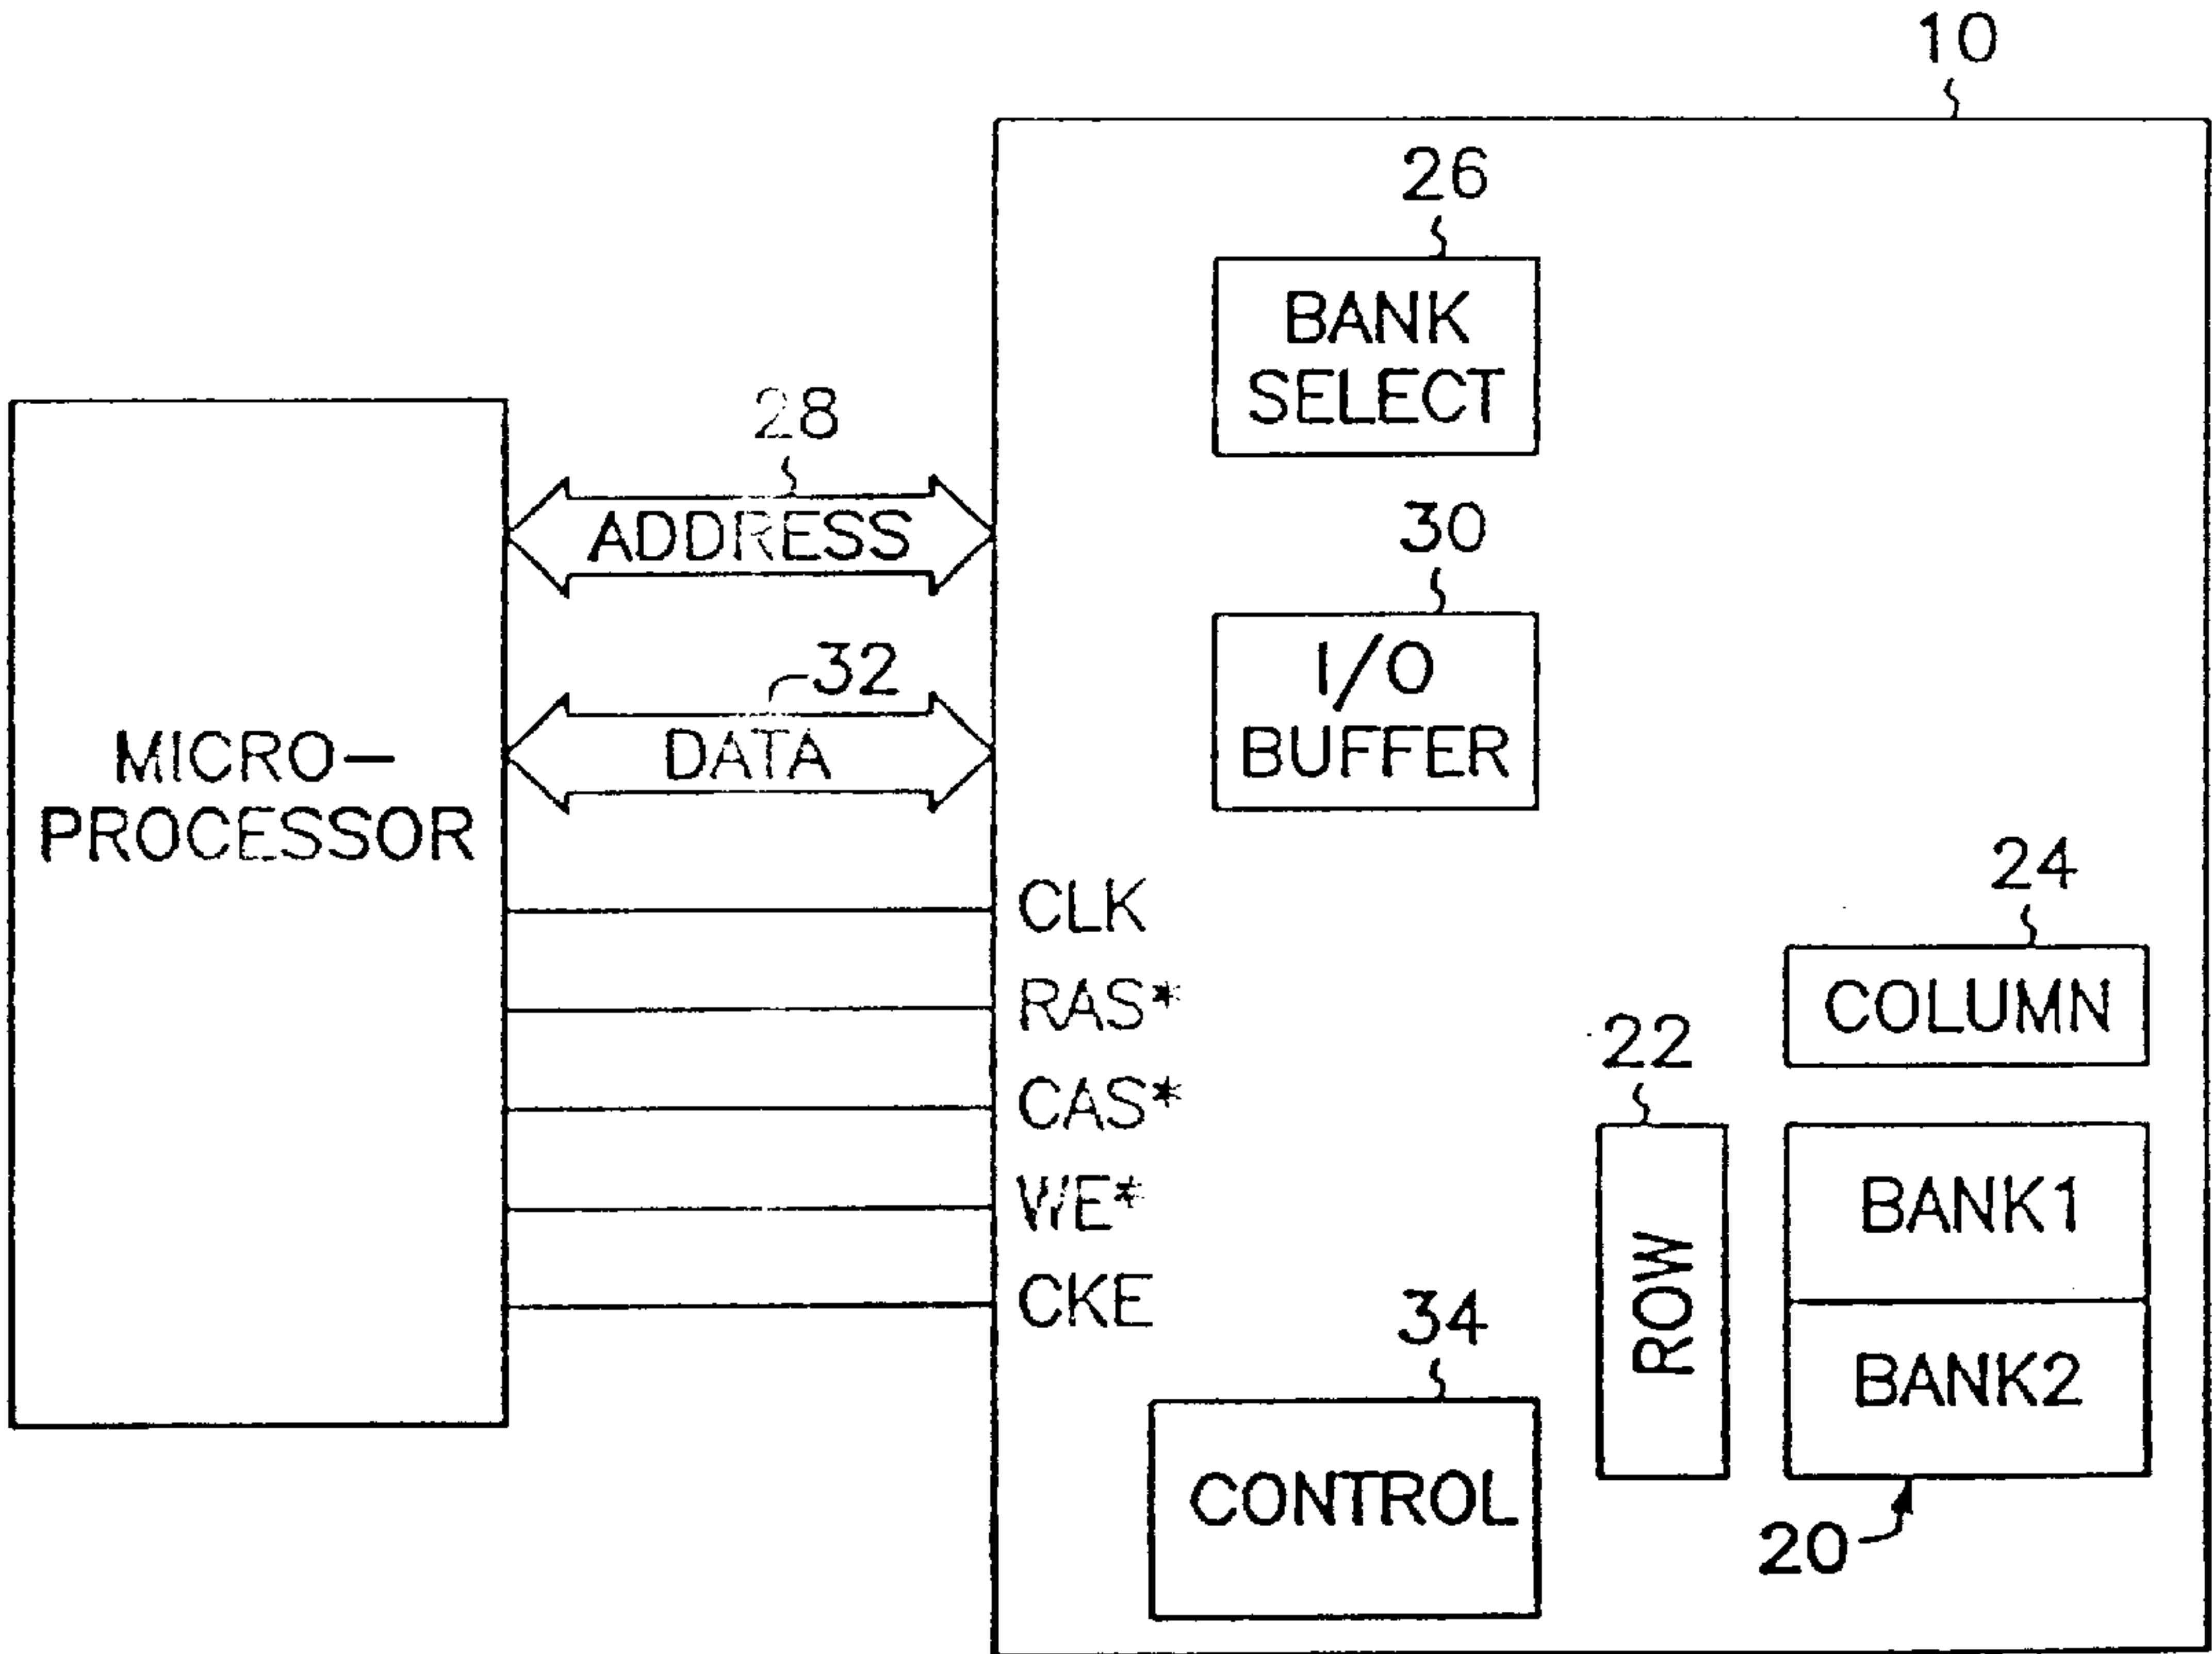 10
26
BANK
SELECT
28
ADDRESS
30
I/O
BUFFER
32
DATA
MICRO-
PROCESSOR
CLK
RAS*
CAS*
WE*
CKE
24
COLUMN
22
ROW
BANK1
BANK2
20
34
CONTROL